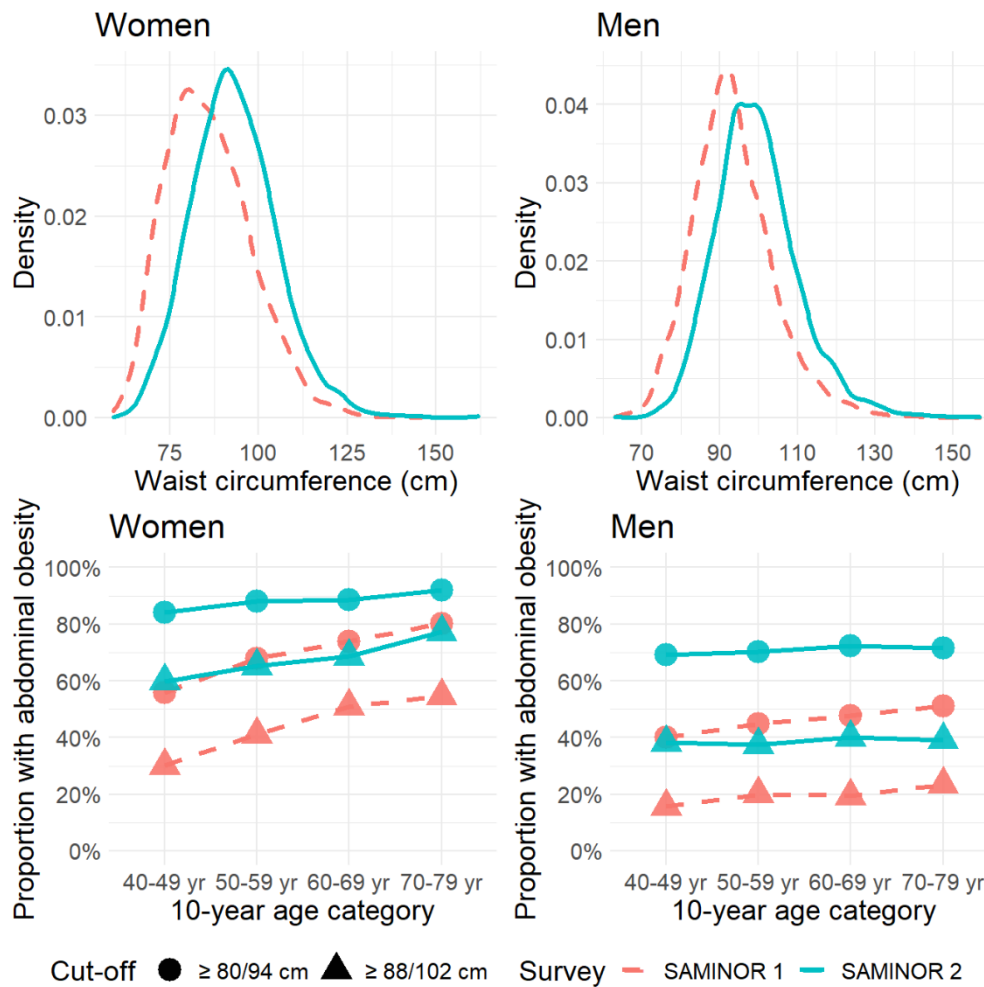 Women
Men
Density
0.03
0.02
0.01
0.00
75 100 125 150
Waist circumference (cm)
Density
0.04
0.03
0.02
0.01
0.00
70 90 110 130 150
Waist circumference (cm)
Women
Men
Proportion with abdominal obesity
100%
80%
60%
40%
20%
0%
40-49 yr 50-59 yr 60-69 yr 70-79 yr
10-year age category
Proportion with abdominal obesity
100%
80%
60%
40%
20%
0%
40-49 yr 50-59 yr 60-69 yr 70-79 yr
10-year age category
Cut-off ≥ 80/94 cm ≥ 88/102 cm Survey SAMINOR 1 SAMINOR 2